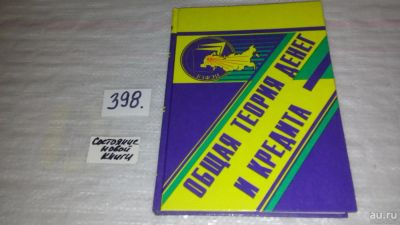 398.
Состояние
новой
книги
ОБЩАЯ ТЕОРИЯ ДЕНЕГ
И КРЕДИТА
au.ru